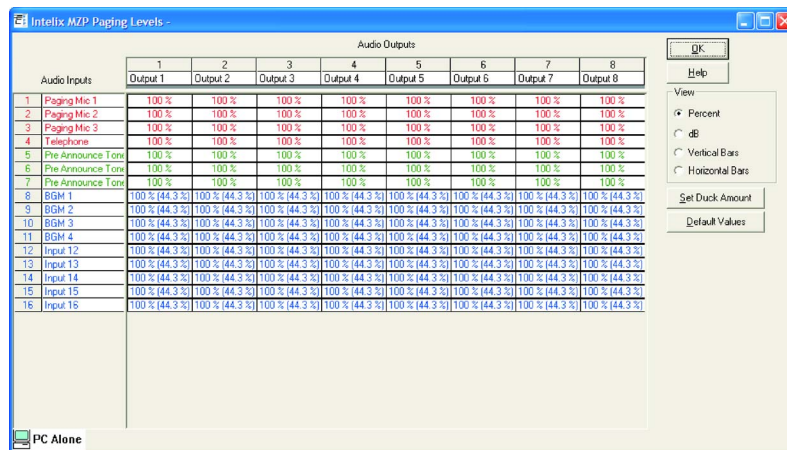 Intelix MZP Paging Levels -
Audio Outputs
1 2 3 4 5 6 7 8
Audio Inputs Output 1 Output 2 Output 3 Output 4 Output 5 Output 6 Output 7 Output 8
1 Paging Mic 1 100 % 100 % 100 % 100 % 100 % 100 % 100 % 100 %
2 Paging Mic 2 100 % 100 % 100 % 100 % 100 % 100 % 100 % 100 %
3 Paging Mic 3 100 % 100 % 100 % 100 % 100 % 100 % 100 % 100 %
4 Telephone 100 % 100 % 100 % 100 % 100 % 100 % 100 % 100 %
5 Pre Announce Tone 100 % 100 % 100 % 100 % 100 % 100 % 100 % 100 %
6 Pre Announce Tone 100 % 100 % 100 % 100 % 100 % 100 % 100 % 100 %
7 Pre Announce Tone 100 % 100 % 100 % 100 % 100 % 100 % 100 % 100 %
8 BGM 1 100 % (44.3 %) 100 % (44.3 %) 100 % (44.3 %) 100 % (44.3 %) 100 % (44.3 %) 100 % (44.3 %) 100 % (44.3 %) 100 % (44.3 %)
9 BGM 2 100 % (44.3 %) 100 % (44.3 %) 100 % (44.3 %) 100 % (44.3 %) 100 % (44.3 %) 100 % (44.3 %) 100 % (44.3 %) 100 % (44.3 %)
10 BGM 3 100 % (44.3 %) 100 % (44.3 %) 100 % (44.3 %) 100 % (44.3 %) 100 % (44.3 %) 100 % (44.3 %) 100 % (44.3 %) 100 % (44.3 %)
11 BGM 4 100 % (44.3 %) 100 % (44.3 %) 100 % (44.3 %) 100 % (44.3 %) 100 % (44.3 %) 100 % (44.3 %) 100 % (44.3 %) 100 % (44.3 %)
12 Input 12 100 % (44.3 %) 100 % (44.3 %) 100 % (44.3 %) 100 % (44.3 %) 100 % (44.3 %) 100 % (44.3 %) 100 % (44.3 %) 100 % (44.3 %)
13 Input 13 100 % (44.3 %) 100 % (44.3 %) 100 % (44.3 %) 100 % (44.3 %) 100 % (44.3 %) 100 % (44.3 %) 100 % (44.3 %) 100 % (44.3 %)
14 Input 14 100 % (44.3 %) 100 % (44.3 %) 100 % (44.3 %) 100 % (44.3 %) 100 % (44.3 %) 100 % (44.3 %) 100 % (44.3 %) 100 % (44.3 %)
15 Input 15 100 % (44.3 %) 100 % (44.3 %) 100 % (44.3 %) 100 % (44.3 %) 100 % (44.3 %) 100 % (44.3 %) 100 % (44.3 %) 100 % (44.3 %)
16 Input 16 100 % (44.3 %) 100 % (44.3 %) 100 % (44.3 %) 100 % (44.3 %) 100 % (44.3 %) 100 % (44.3 %) 100 % (44.3 %) 100 % (44.3 %)
OK
Help
View
Percent
dB
Vertical Bars
Horizontal Bars
Set Duck Amount
Default Values
PC Alone